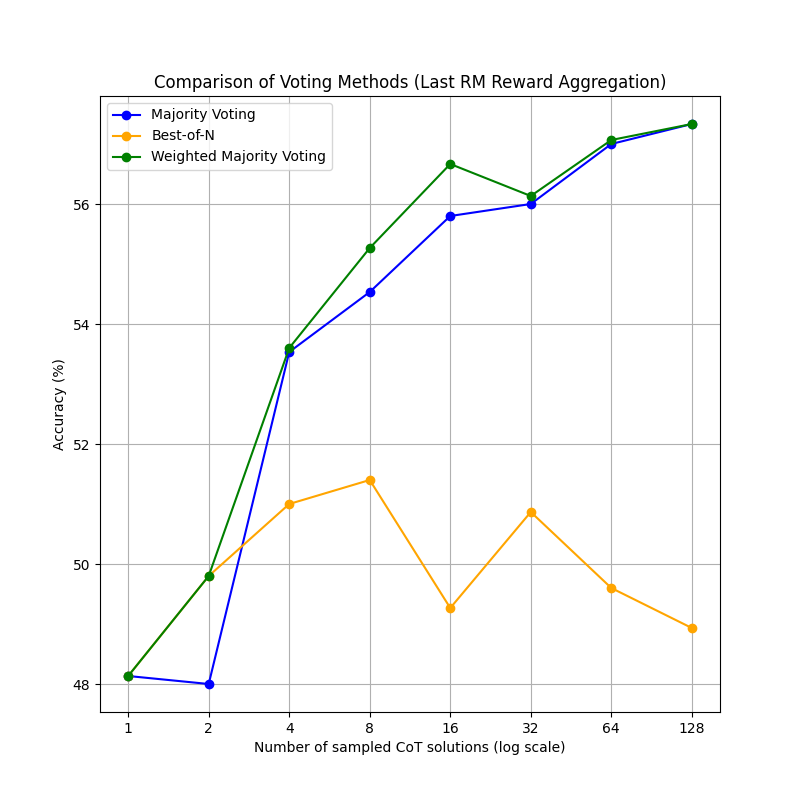 Comparison of Voting Methods (Last RM Reward Aggregation)
Majority Voting
Best-of-N
Weighted Majority Voting
Accuracy (%)
56
54
52
50
48
1 2 4 8 16 32 64 128
Number of sampled CoT solutions (log scale)